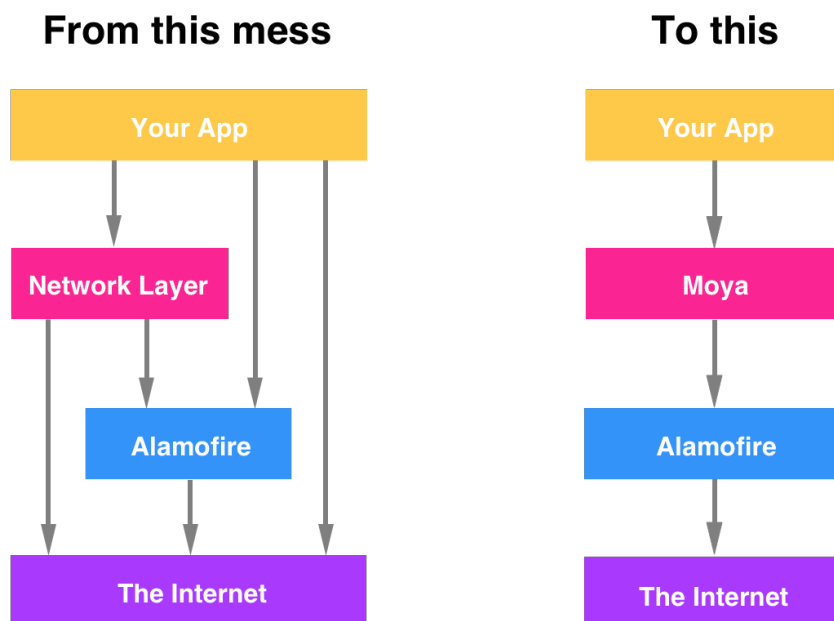 From this mess
Your App
Network Layer
Alamofire
The Internet
To this
Your App
Moya
Alamofire
The Internet